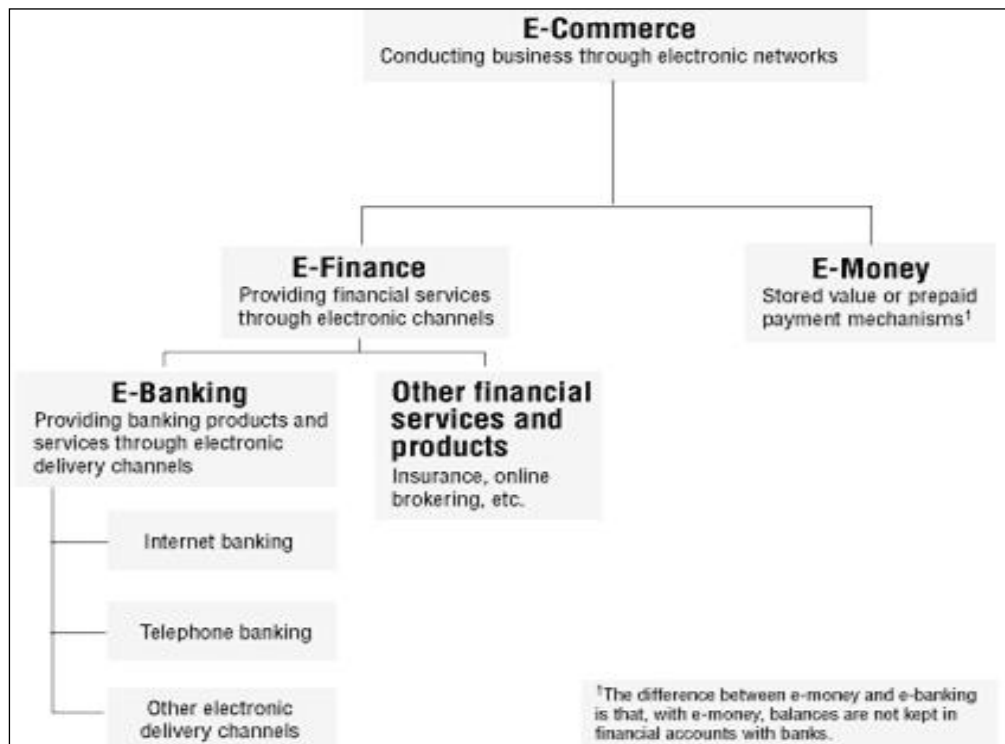 E-Commerce
Conducting business through electronic networks
E-Finance
Providing financial services
through electronic channels
E-Money
Stored value or prepaid
payment mechanisms†
E-Banking
Providing banking products and
services through electronic
delivery channels
Other financial
services and
products
Insurance, online
brokering, etc.
Internet banking
Telephone banking
Other electronic
delivery channels
†The difference between e-money and e-banking
is that, with e-money, balances are not kept in
financial accounts with banks.